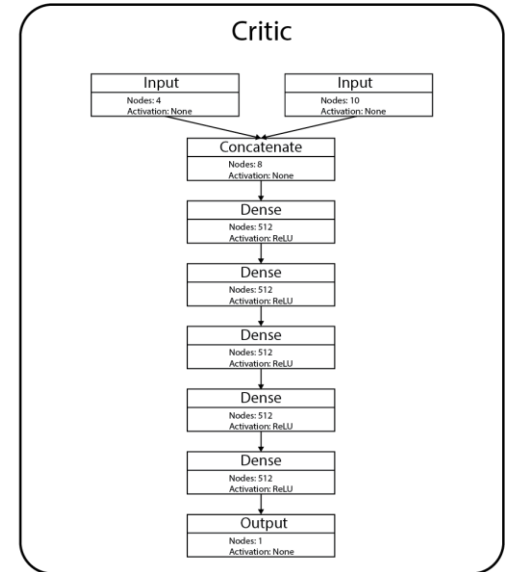 Critic
Input
Nodes: 4
Activation: None
Input
Nodes: 10
Activation: None
Concatenate
Nodes: 8
Activation: None
Dense
Nodes: 512
Activation: ReLU
Dense
Nodes: 512
Activation: ReLU
Dense
Nodes: 512
Activation: ReLU
Dense
Nodes: 512
Activation: ReLU
Dense
Nodes: 512
Activation: ReLU
Output
Nodes: 1
Activation: None